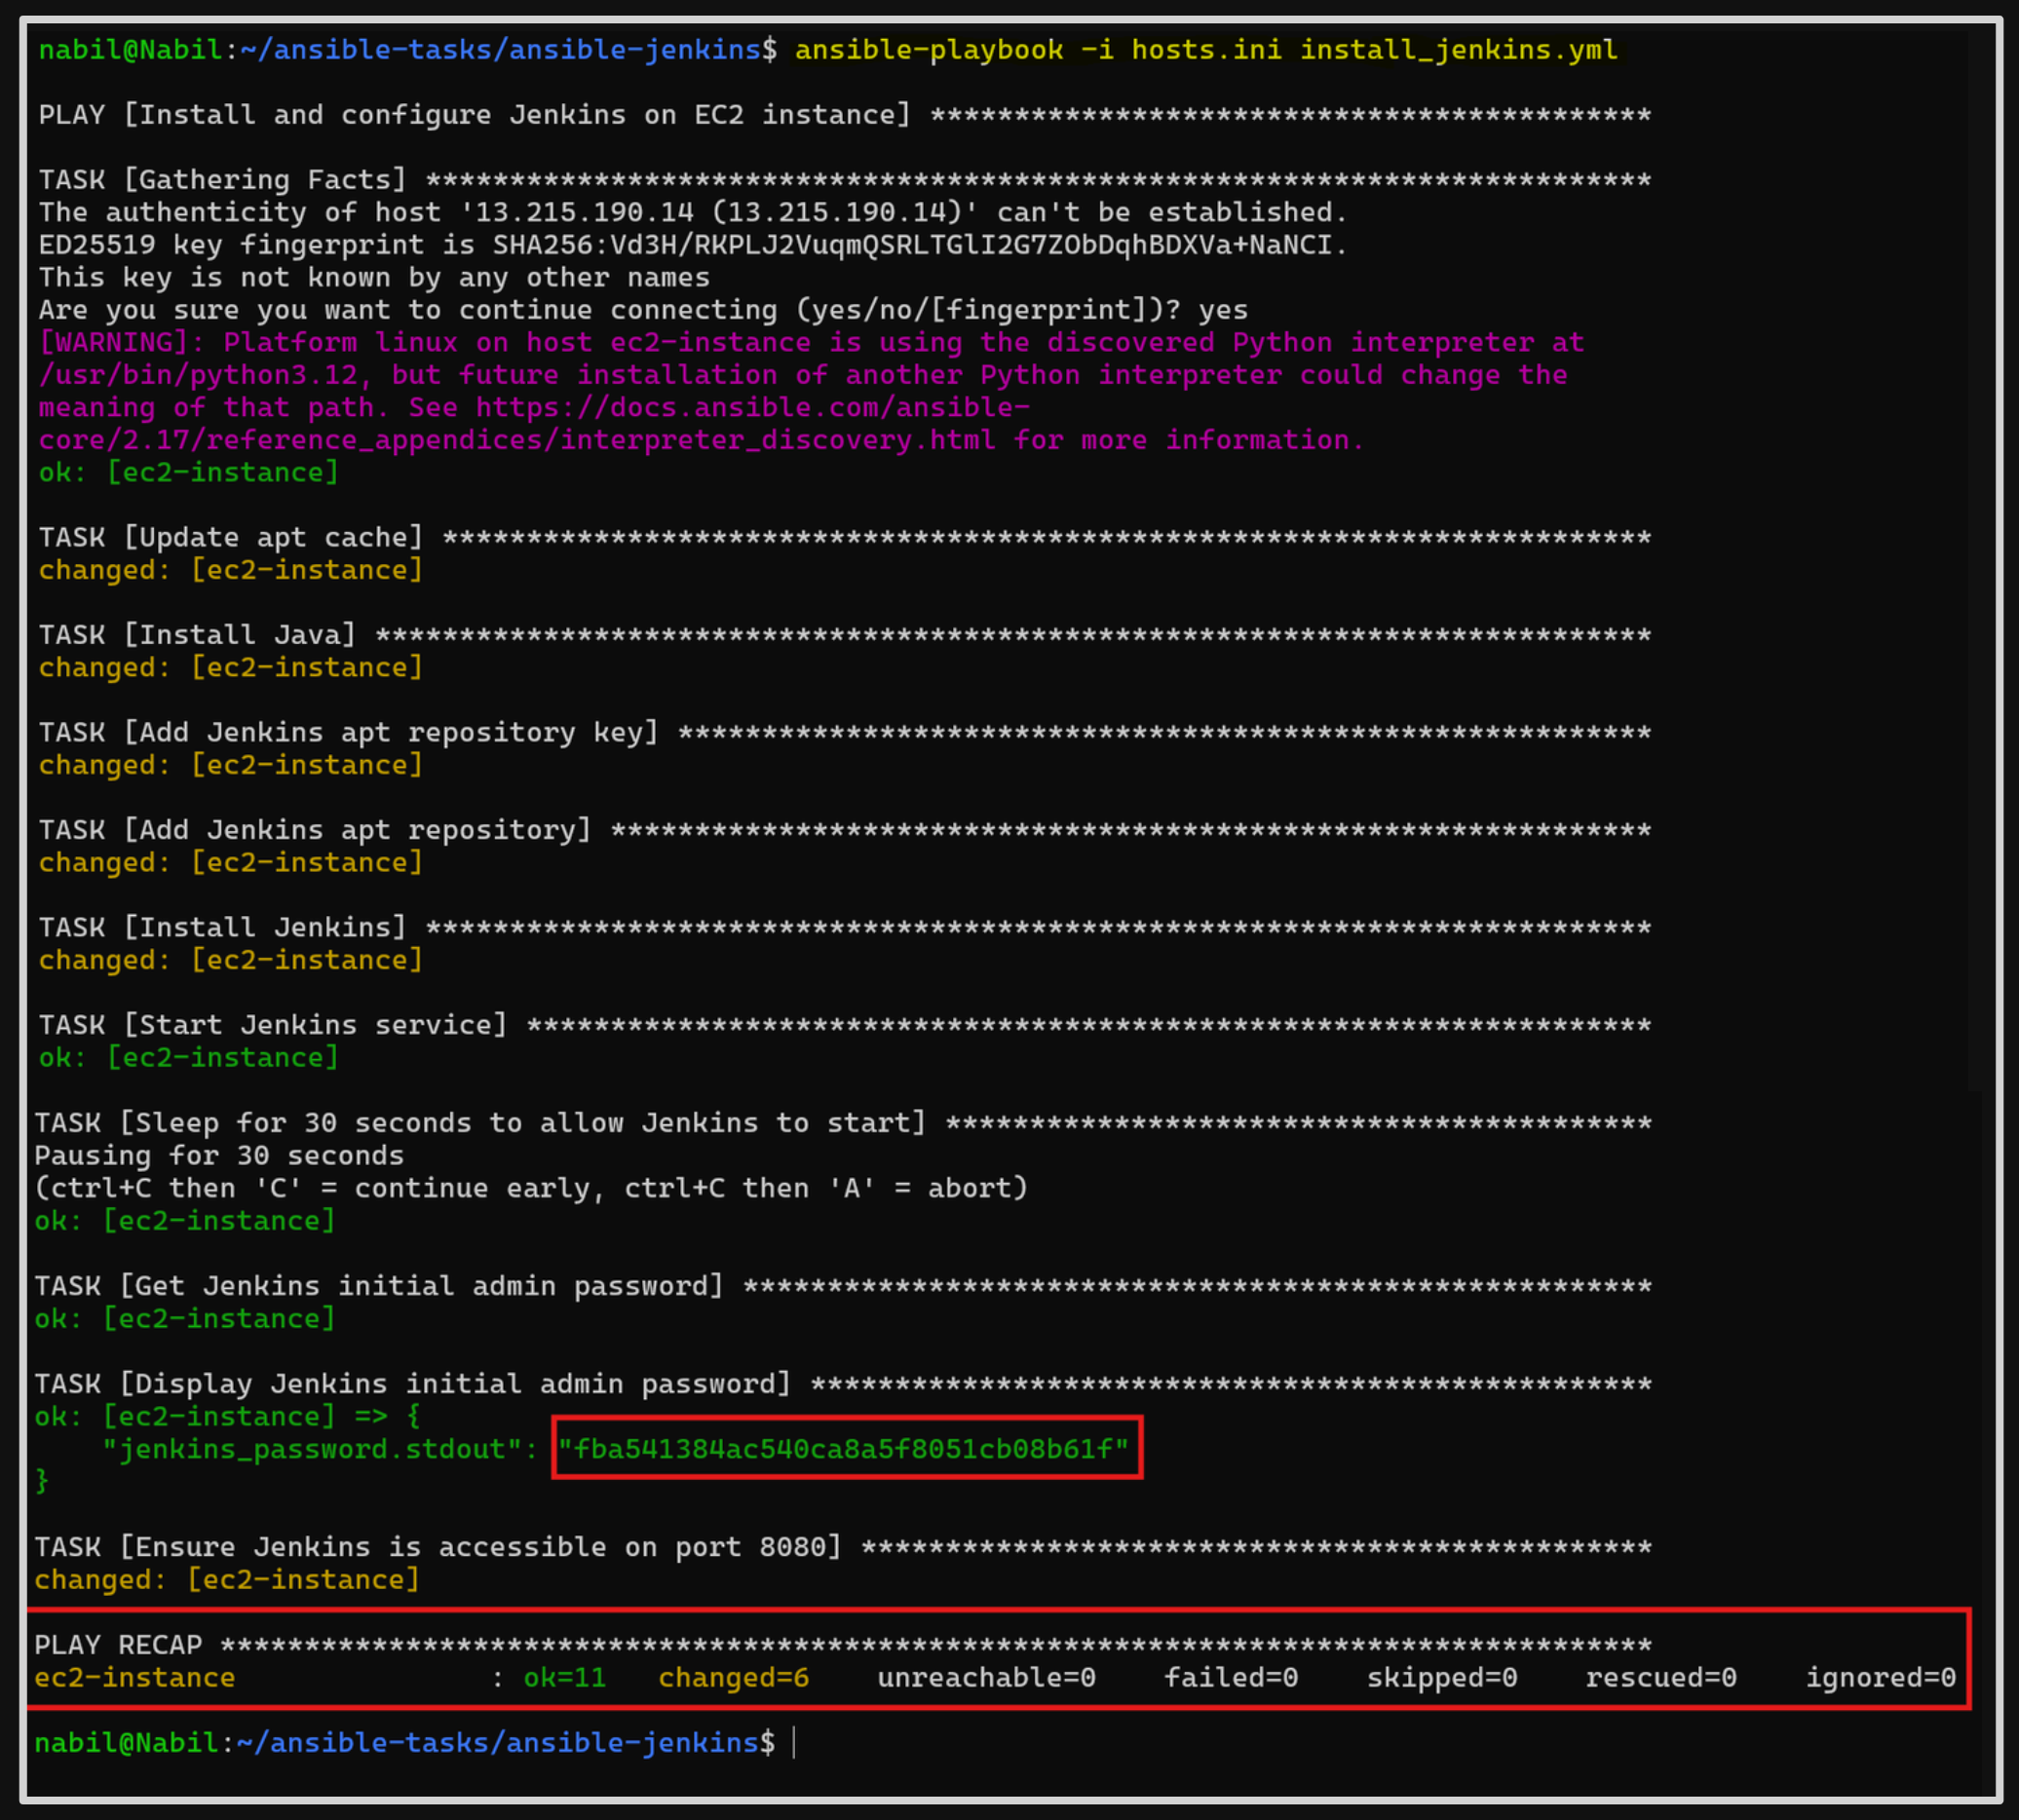 nabil@Nabil:~/ansible-tasks/ansible-jenkins$ ansible-playbook -i hosts.ini install_jenkins.yml
PLAY [Install and configure Jenkins on EC2 instance] *******************************************
TASK [Gathering Facts] *************************************************************************
The authenticity of host '13.215.190.14 (13.215.190.14)' can't be established.
ED25519 key fingerprint is SHA256:Vd3H/RKPLJ2VuqmQSRLTGlI2G7ZObDqhBDXVa+NaNCI.
This key is not known by any other names
Are you sure you want to continue connecting (yes/no/[fingerprint])? yes
[WARNING]: Platform linux on host ec2-instance is using the discovered Python interpreter at
/usr/bin/python3.12, but future installation of another Python interpreter could change the
meaning of that path. See https://docs.ansible.com/ansible-
core/2.17/reference_appendices/interpreter_discovery.html for more information.
ok: [ec2-instance]
TASK [Update apt cache] ************************************************************************
changed: [ec2-instance]
TASK [Install Java] ****************************************************************************
changed: [ec2-instance]
TASK [Add Jenkins apt repository key] **********************************************************
changed: [ec2-instance]
TASK [Add Jenkins apt repository] **************************************************************
changed: [ec2-instance]
TASK [Install Jenkins] *************************************************************************
changed: [ec2-instance]
TASK [Start Jenkins service] *******************************************************************
ok: [ec2-instance]
TASK [Sleep for 30 seconds to allow Jenkins to start] ******************************************
Pausing for 30 seconds
(ctrl+C then 'C' = continue early, ctrl+C then 'A' = abort)
ok: [ec2-instance]
TASK [Get Jenkins initial admin password] ******************************************************
ok: [ec2-instance]
TASK [Display Jenkins initial admin password] **************************************************
ok: [ec2-instance] => {
    "jenkins_password.stdout": "fba541384ac540ca8a5f8051cb08b61f"
}
TASK [Ensure Jenkins is accessible on port 8080] ***********************************************
changed: [ec2-instance]
PLAY RECAP *************************************************************************************
ec2-instance : ok=11 changed=6 unreachable=0 failed=0 skipped=0 rescued=0 ignored=0
nabil@Nabil:~/ansible-tasks/ansible-jenkins$